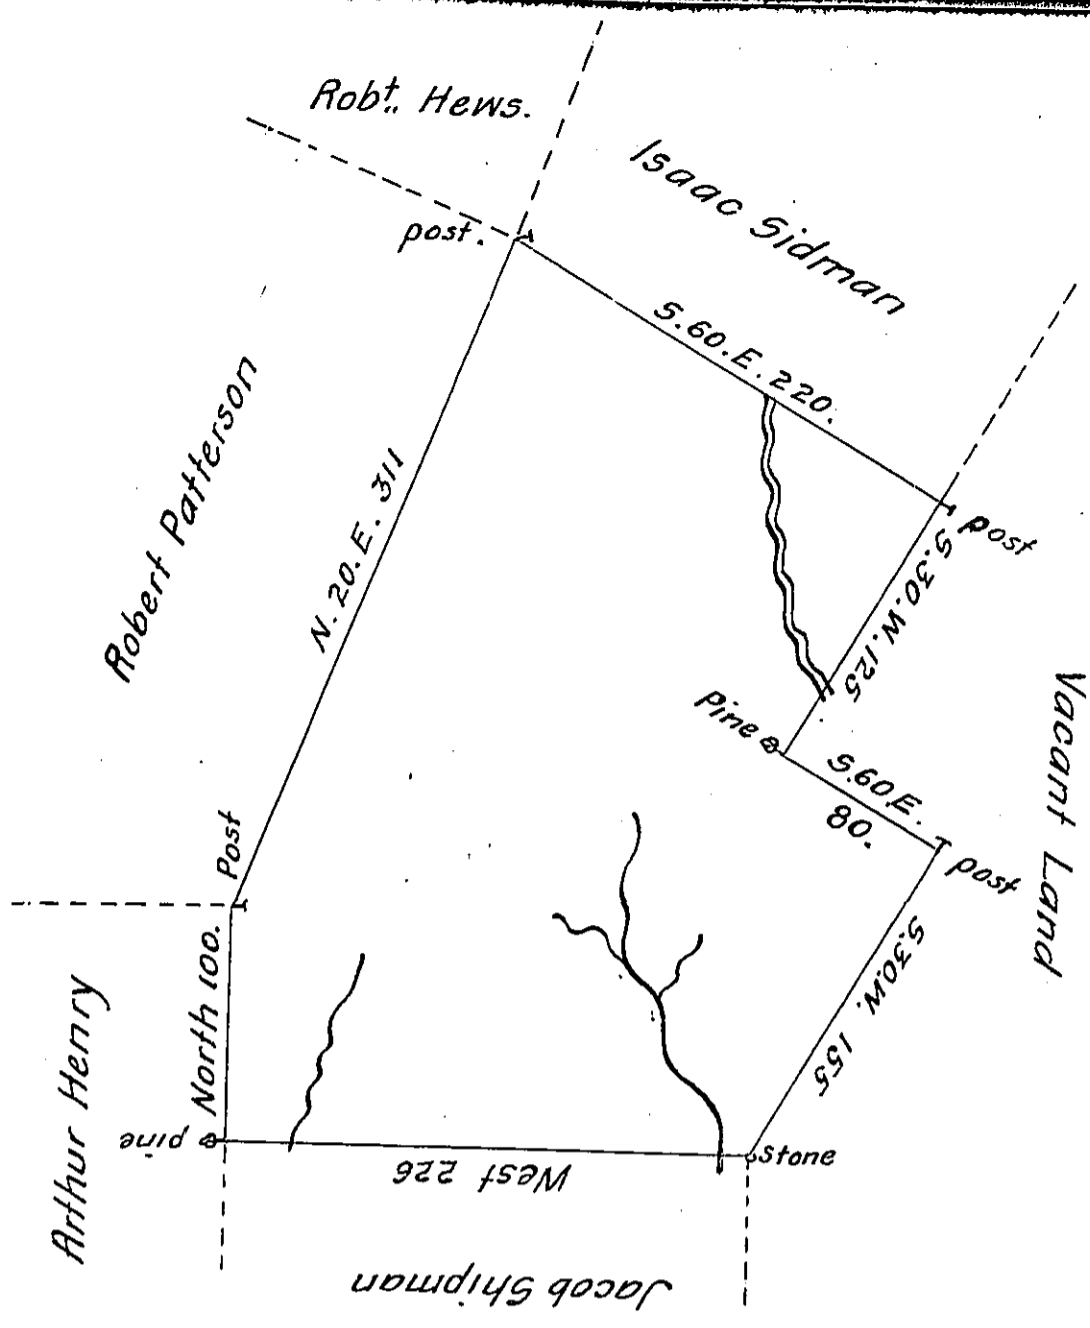 Robt. Hews.
Isaac Sidman
post.
S.60.E.220.
Robert Patterson
N.20.E.311
post
S.30.W.125
Pine
S.60E.
80.
Vacant Land
Post
post
North 100.
S.30.W. 155
Arthur Henry
pine
West 226
Stone
Jacob Shipman